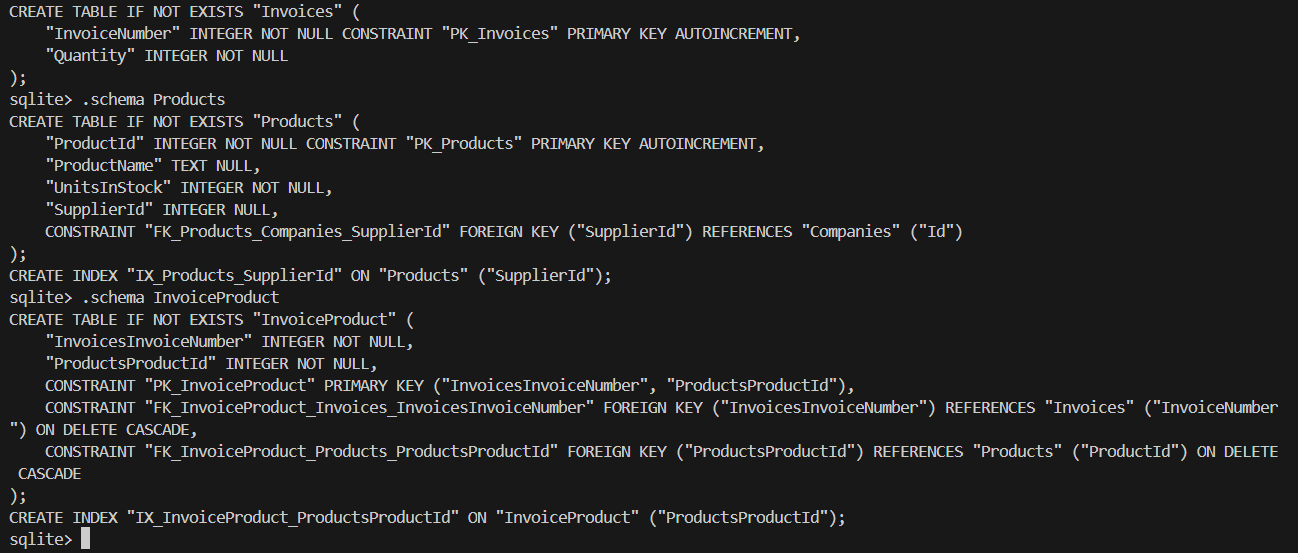 CREATE TABLE IF NOT EXISTS "Invoices" (
    "InvoiceNumber" INTEGER NOT NULL CONSTRAINT "PK_Invoices" PRIMARY KEY AUTOINCREMENT,
    "Quantity" INTEGER NOT NULL
);
sqlite> .schema Products
CREATE TABLE IF NOT EXISTS "Products" (
    "ProductId" INTEGER NOT NULL CONSTRAINT "PK_Products" PRIMARY KEY AUTOINCREMENT,
    "ProductName" TEXT NULL,
    "UnitsInStock" INTEGER NOT NULL,
    "SupplierId" INTEGER NULL,
    CONSTRAINT "FK_Products_Companies_SupplierId" FOREIGN KEY ("SupplierId") REFERENCES "Companies" ("Id")
);
CREATE INDEX "IX_Products_SupplierId" ON "Products" ("SupplierId");
sqlite> .schema InvoiceProduct
CREATE TABLE IF NOT EXISTS "InvoiceProduct" (
    "InvoicesInvoiceNumber" INTEGER NOT NULL,
    "ProductsProductId" INTEGER NOT NULL,
    CONSTRAINT "PK_InvoiceProduct" PRIMARY KEY ("InvoicesInvoiceNumber", "ProductsProductId"),
    CONSTRAINT "FK_InvoiceProduct_Invoices_InvoicesInvoiceNumber" FOREIGN KEY ("InvoicesInvoiceNumber") REFERENCES "Invoices" ("InvoiceNumber
") ON DELETE CASCADE,
    CONSTRAINT "FK_InvoiceProduct_Products_ProductsProductId" FOREIGN KEY ("ProductsProductId") REFERENCES "Products" ("ProductId") ON DELETE
 CASCADE
);
CREATE INDEX "IX_InvoiceProduct_ProductsProductId" ON "InvoiceProduct" ("ProductsProductId");
sqlite>